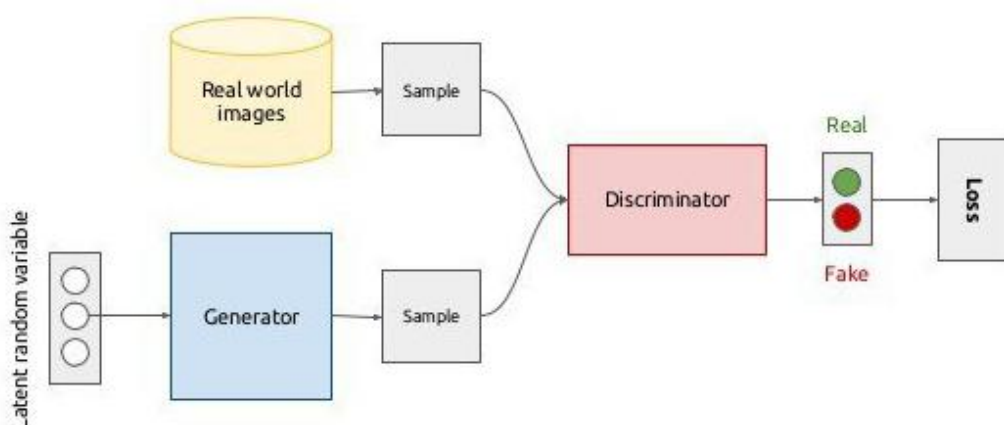 Real world
images
Sample
Real
Discriminator
Loss
Fake
Latent random variable
Generator
Sample